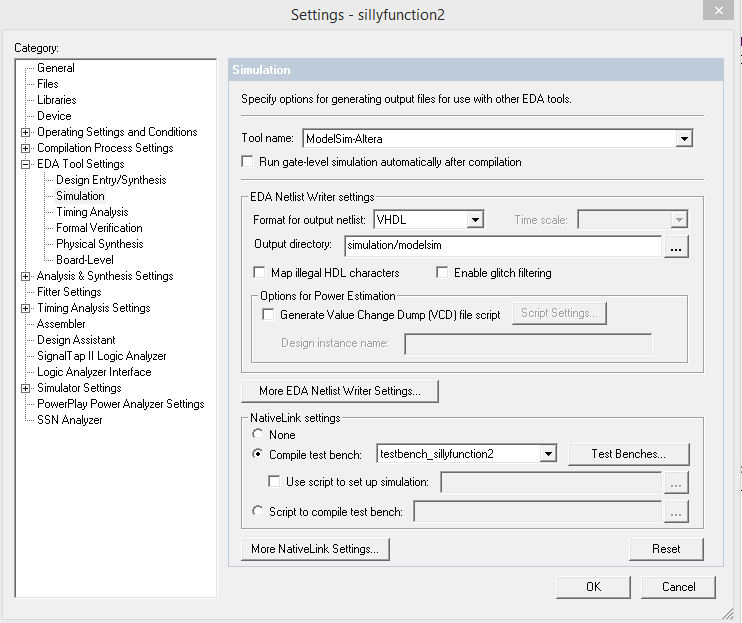 Settings - sillyfunction2
Category:
General
Files
Libraries
Device
Operating Settings and Conditions
Compilation Process Settings
EDA Tool Settings
Design Entry/Synthesis
Simulation
Timing Analysis
Formal Verification
Physical Synthesis
Board-Level
Analysis & Synthesis Settings
Fitter Settings
Timing Analysis Settings
Assembler
Design Assistant
SignalTap II Logic Analyzer
Logic Analyzer Interface
Simulator Settings
PowerPlay Power Analyzer Settings
SSN Analyzer
Simulation
Specify options for generating output files for use with other EDA tools.
Tool name: ModelSim-Altera
Run gate-level simulation automatically after compilation
EDA Netlist Writer settings
Format for output netlist: VHDL Time scale:
Output directory: simulation/modelsim ...
Map illegal HDL characters Enable glitch filtering
Options for Power Estimation
Generate Value Change Dump (VCD) file script Script Settings...
Design instance name:
More EDA Netlist Writer Settings...
NativeLink settings
None
Compile test bench: testbench_sillyfunction2 Test Benches...
Use script to set up simulation: ...
Script to compile test bench: ...
More NativeLink Settings... Reset
OK Cancel